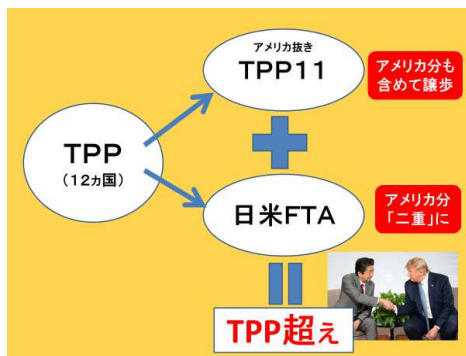 アメリカ抜き
TPP11
アメリカ分も
含めて譲歩
TPP
(12ヵ国)
日米FTA
アメリカ分
「二重」に
TPP超え